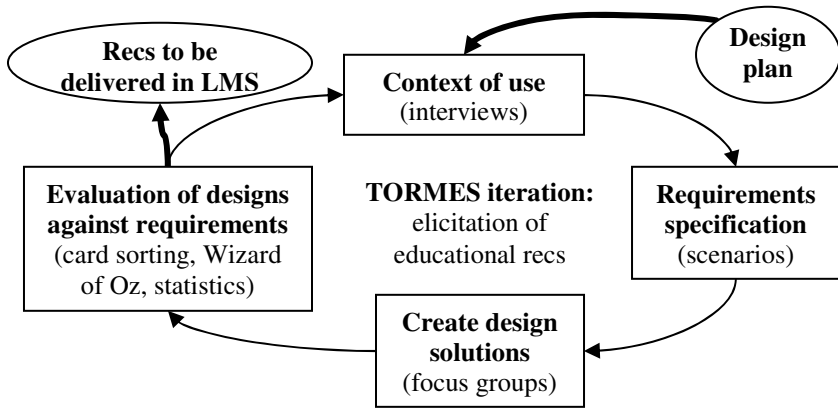 Recs to be
delivered in LMS
Design
plan
Context of use
(interviews)
Evaluation of designs
against requirements
(card sorting, Wizard
of Oz, statistics)
TORMES iteration:
elicitation of
educational recs
Requirements
specification
(scenarios)
Create design
solutions
(focus groups)